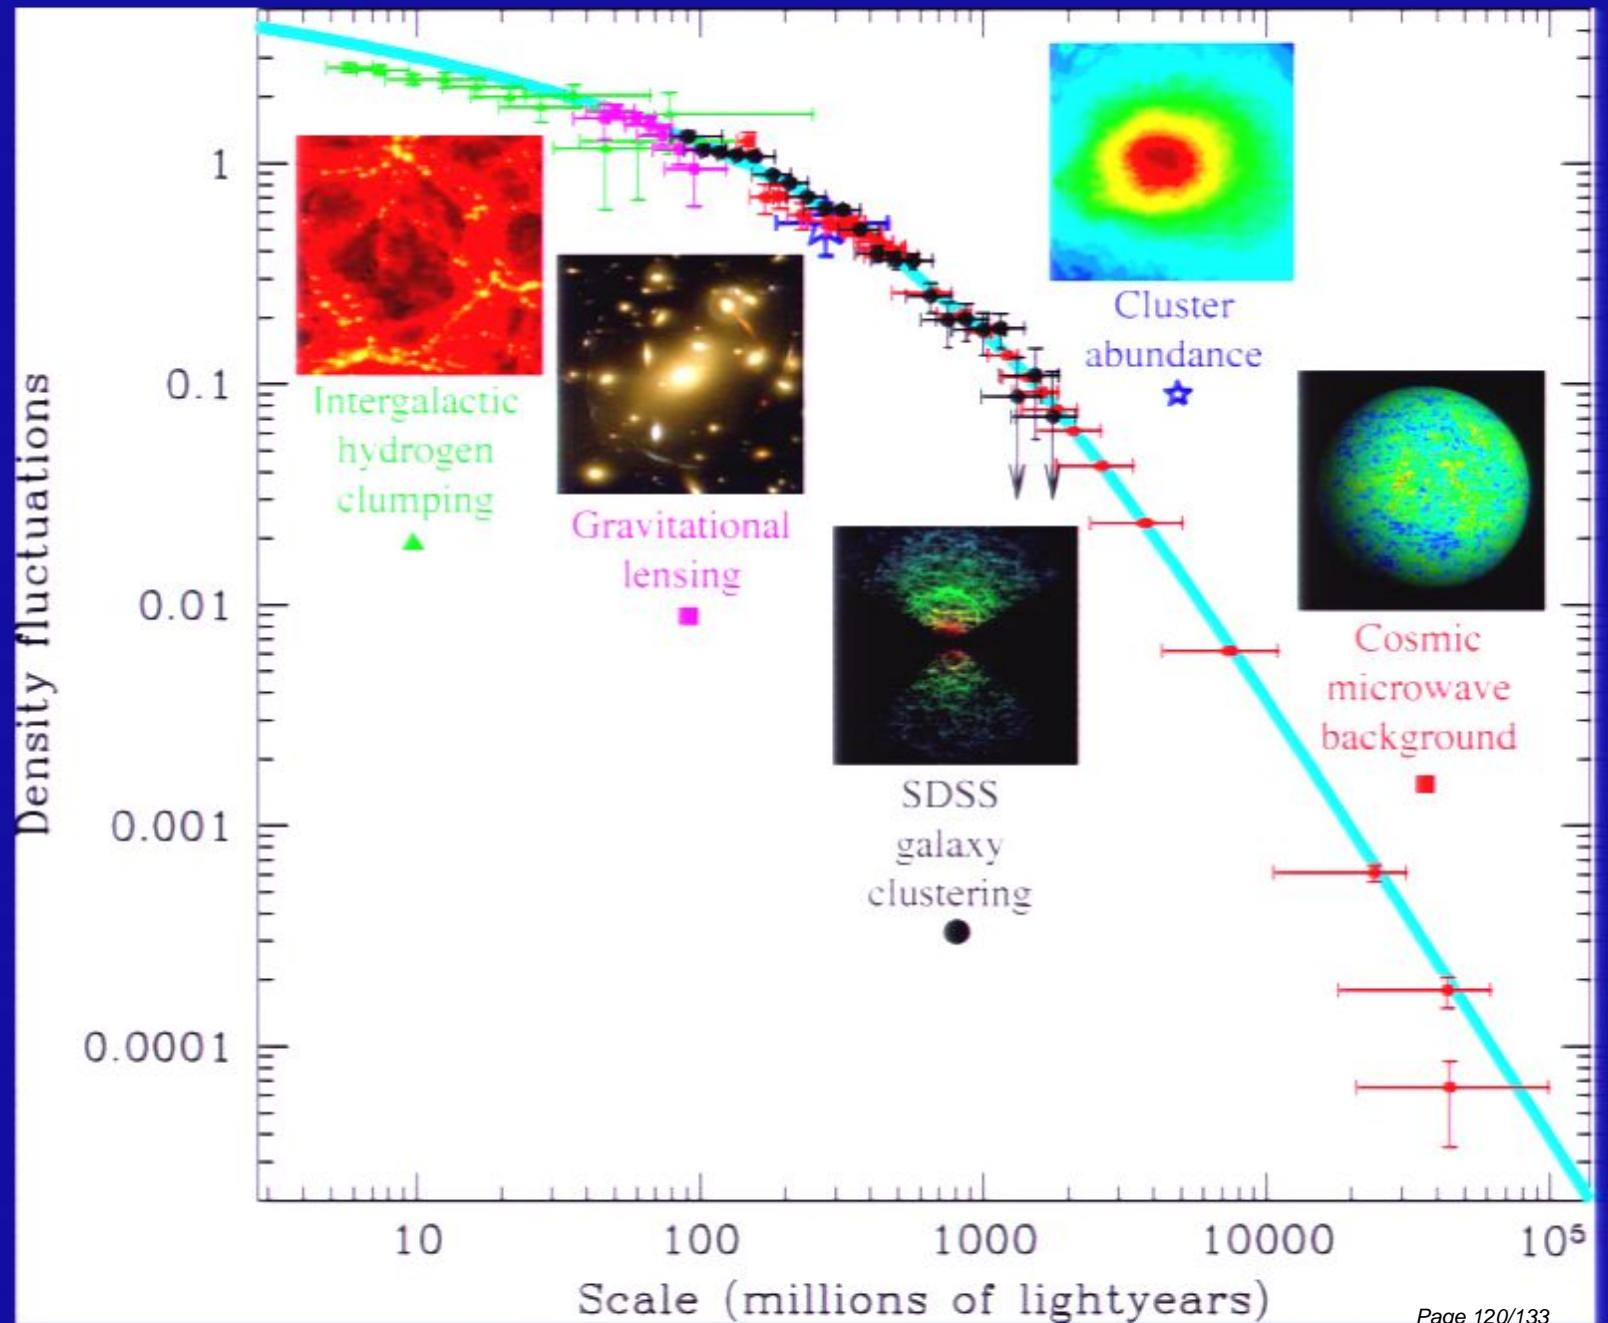 Density fluctuations
1
0.1
0.01
0.001
0.0001
Intergalactic
hydrogen
clumping
Gravitational
lensing
SDSS
galaxy
clustering
Cluster
abundance
Cosmic
microwave
background
10
100
1000
10000
10⁵
Scale (millions of lightyears)
Page 120/133